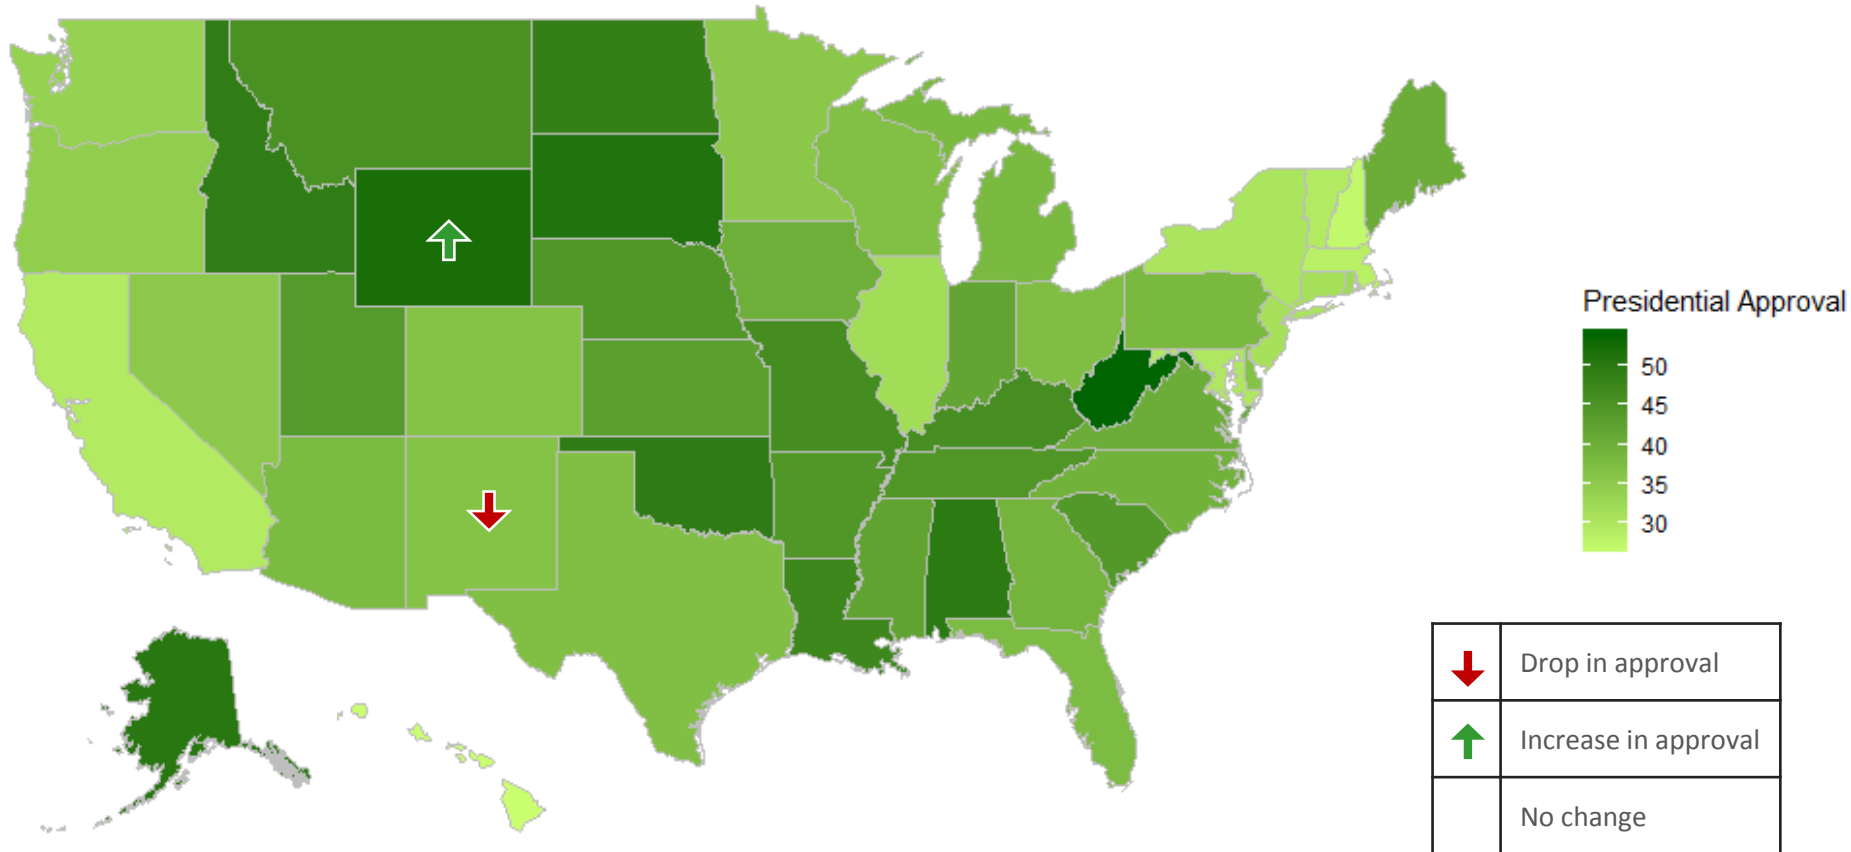 Presidential Approval
50
45
40
35
30
Drop in approval
Increase in approval
No change